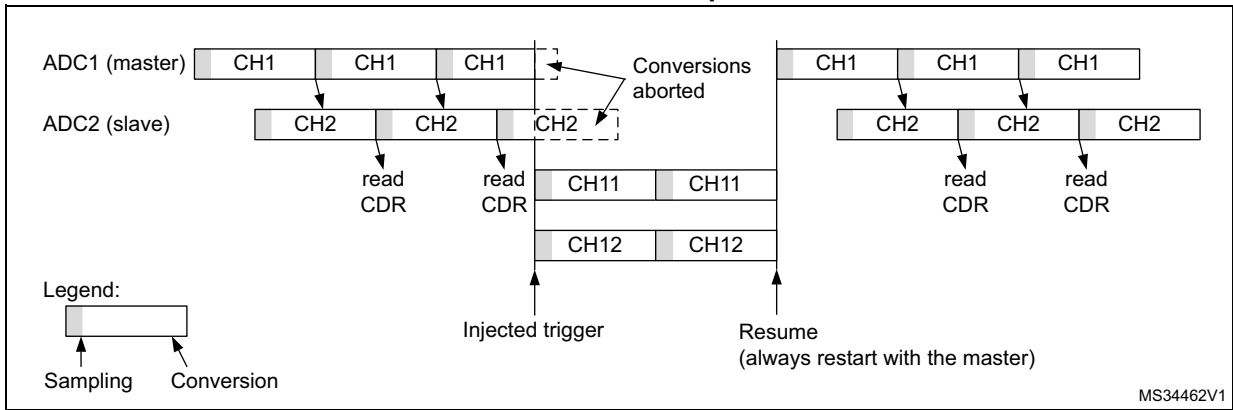 ADC1 (master) CH1 CH1 CH1 CH1 CH1 CH1
Conversions
aborted
ADC2 (slave) CH2 CH2 CH2 CH2 CH2 CH2
read
CDR
read
CDR
read
CDR
read
CDR
CH11 CH11
CH12 CH12
Legend:
Sampling Conversion
Injected trigger
Resume
(always restart with the master)
MS34462V1